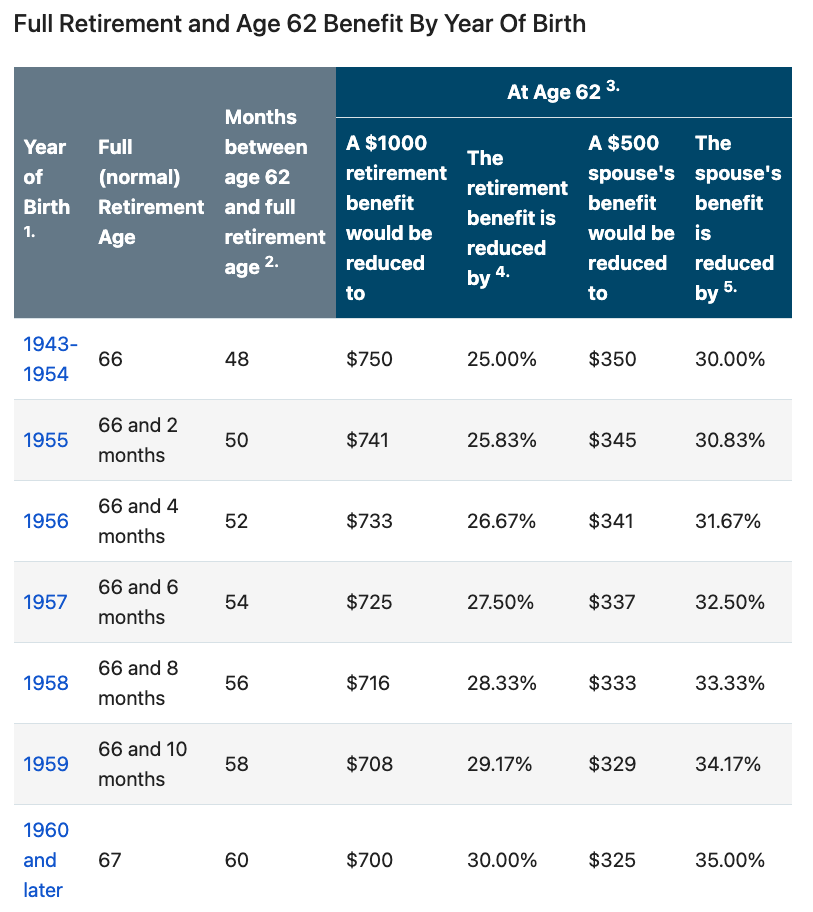 Full Retirement and Age 62 Benefit By Year Of Birth
Year
of
Birth
1.
Full
(normal)
Retirement
Age
Months
between
age 62
and full
retirement
age 2.
At Age 62 3.
A $1000
retirement
benefit
would be
reduced
to
The
retirement
benefit is
reduced
by 4.
A $500
spouse's
benefit
would be
reduced
to
The
spouse's
benefit
is
reduced
by 5.
1943-
1954
66
48
$750
25.00%
$350
30.00%
1955
66 and 2
months
50
$741
25.83%
$345
30.83%
1956
66 and 4
months
52
$733
26.67%
$341
31.67%
1957
66 and 6
months
54
$725
27.50%
$337
32.50%
1958
66 and 8
months
56
$716
28.33%
$333
33.33%
1959
66 and 10
months
58
$708
29.17%
$329
34.17%
1960
and
later
67
60
$700
30.00%
$325
35.00%